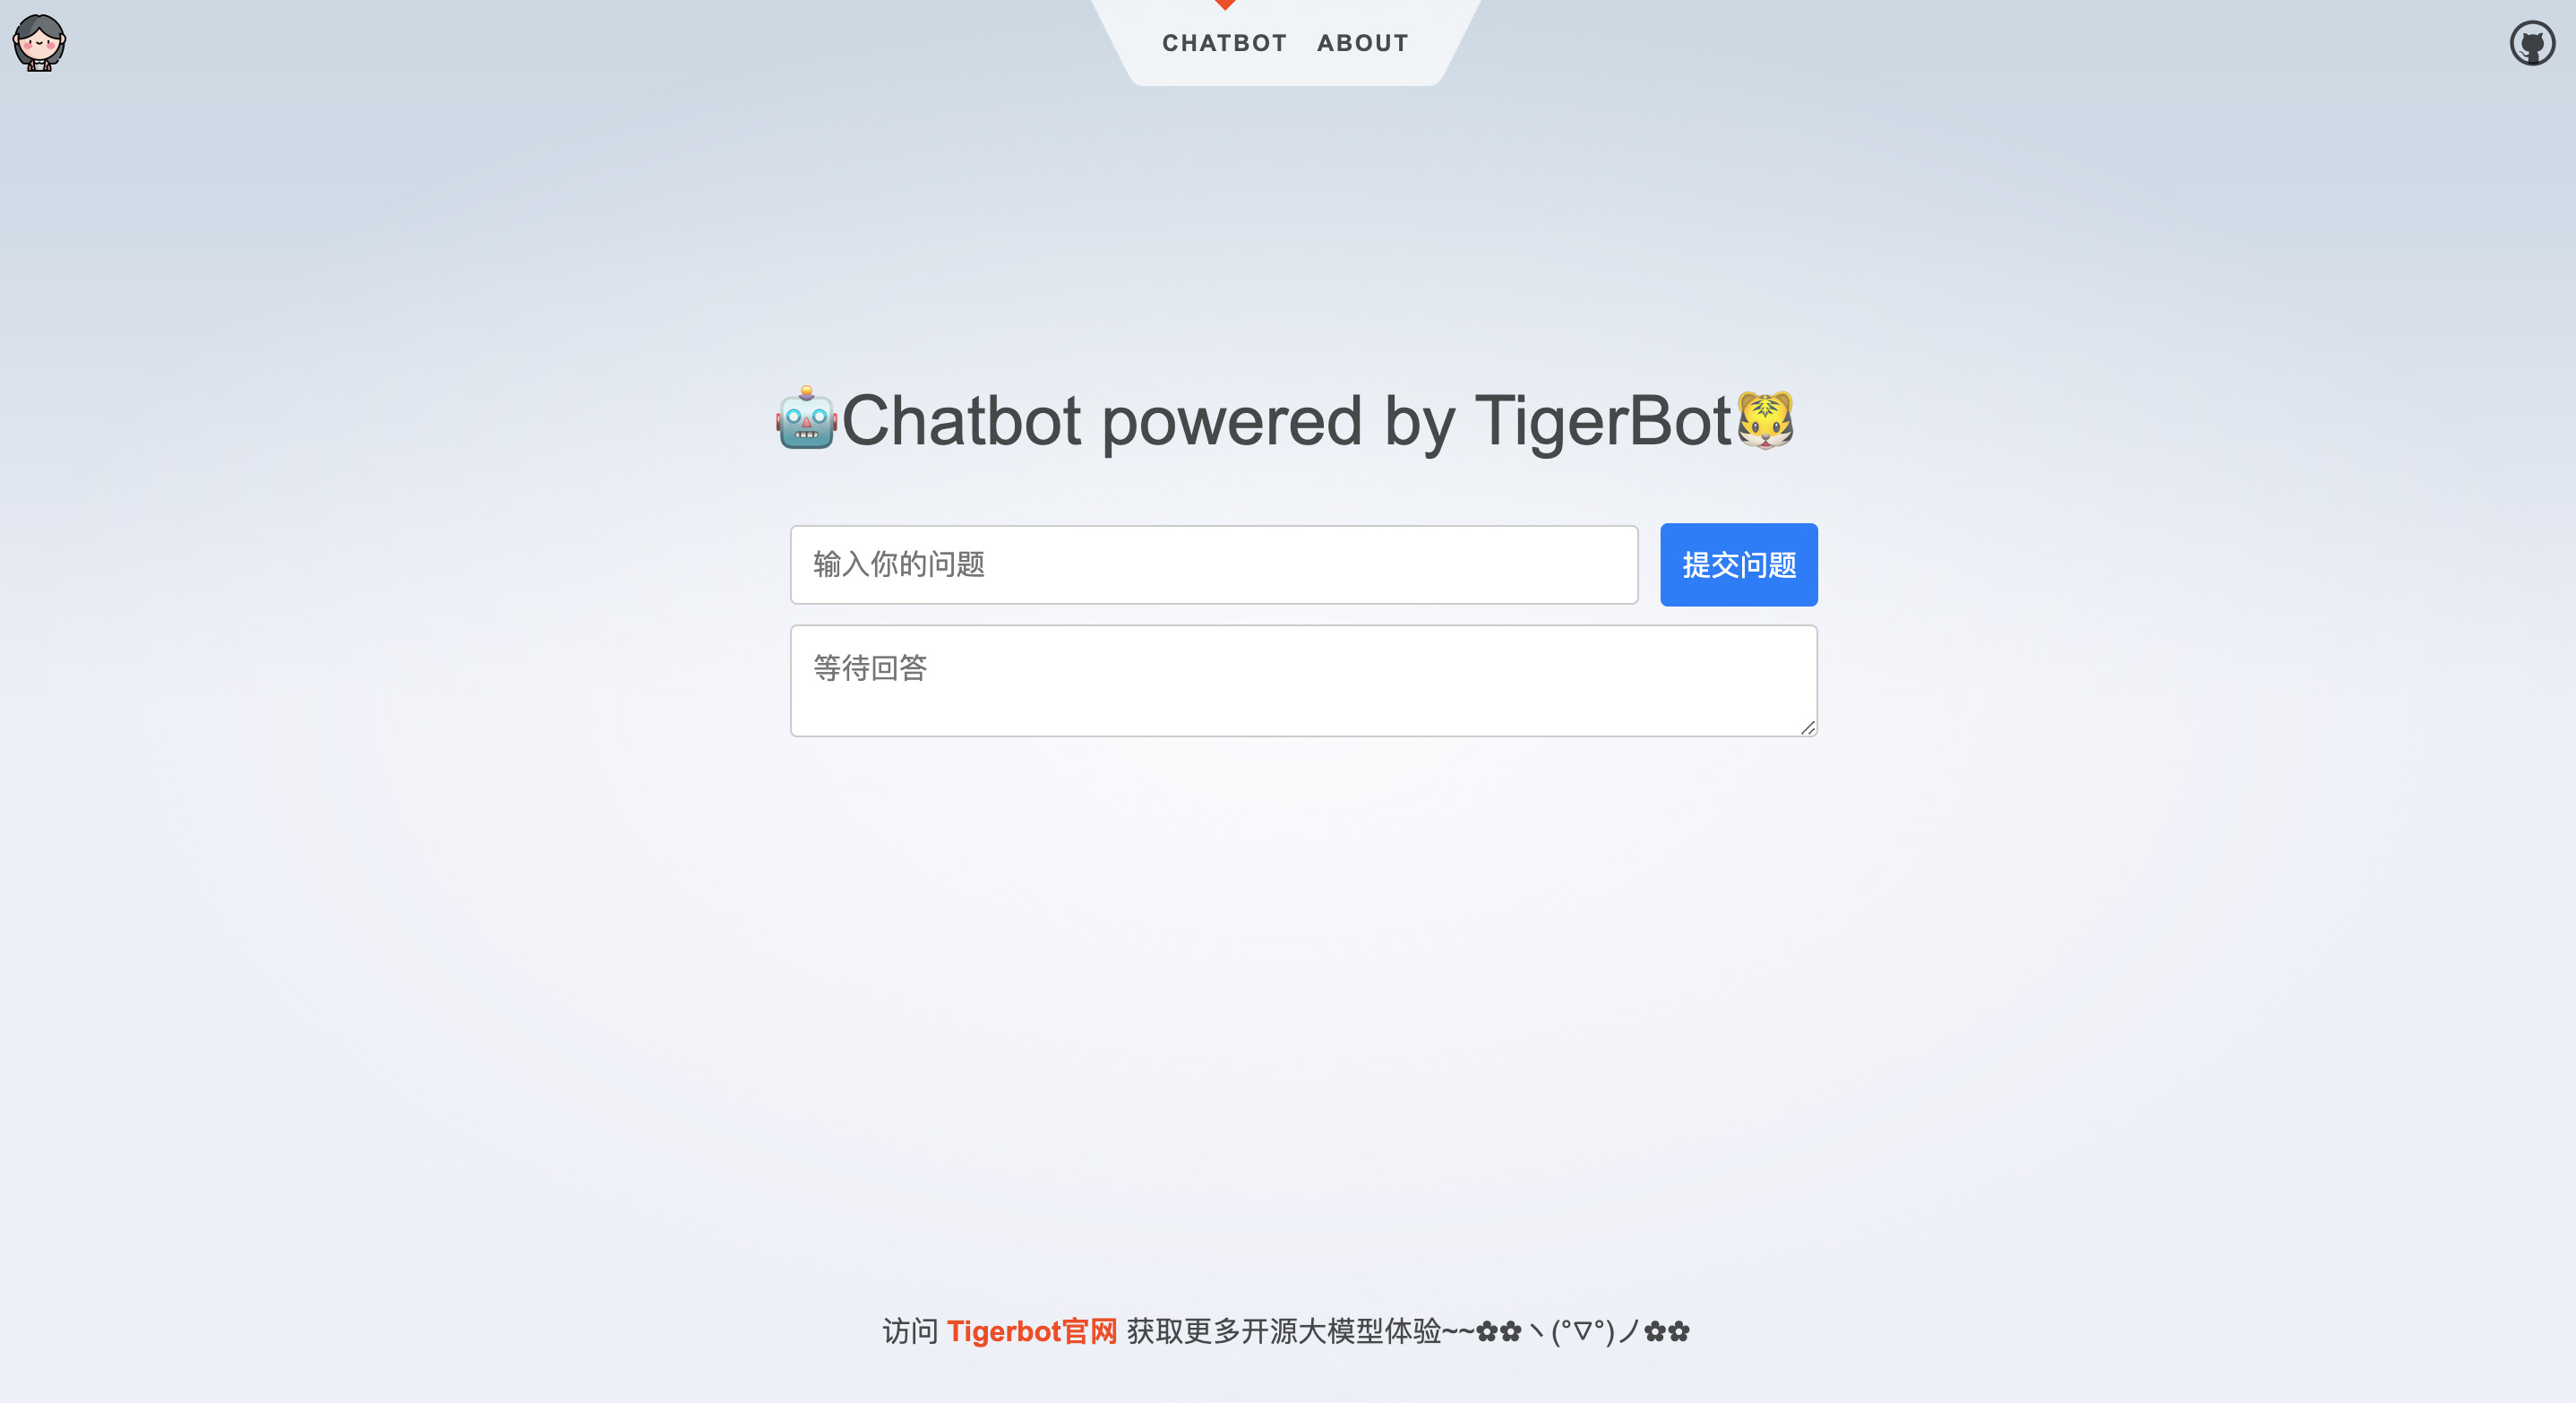 CHATBOT ABOUT
🤖Chatbot powered by TigerBot🐯
输入你的问题
提交问题
等待回答
访问 Tigerbot官网 获取更多开源大模型体验~~✿✿ヽ(°▽°)ノ✿✿